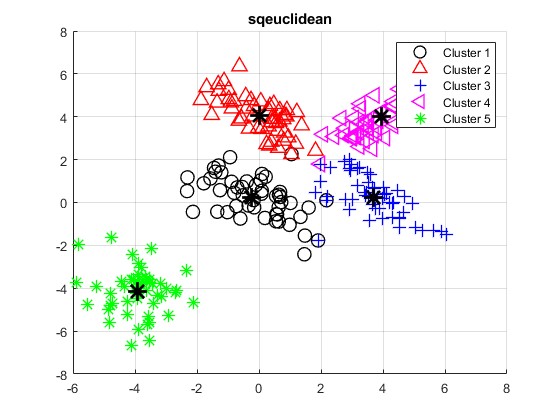 sqeuclidean
8
6
4
2
0
-2
-4
-6
-8
-6
-4
-2
0
2
4
6
8
Cluster 1
Cluster 2
Cluster 3
Cluster 4
Cluster 5